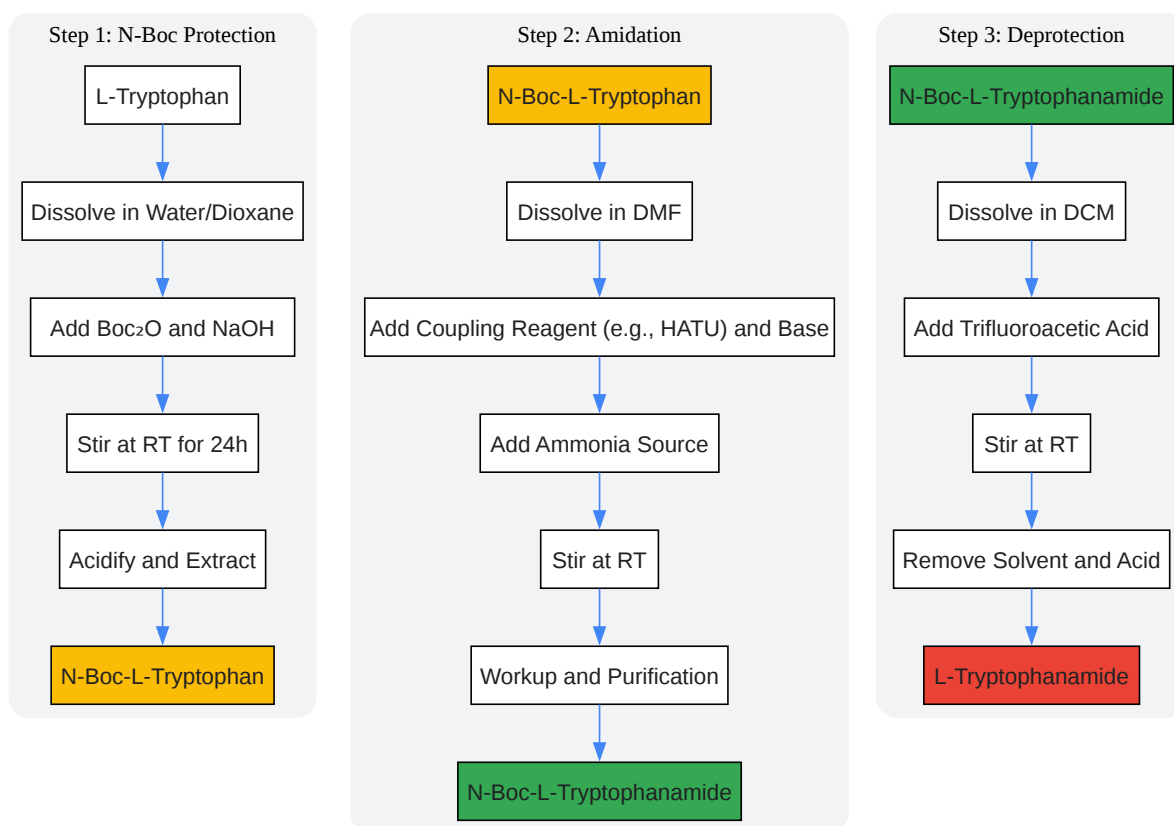 Step 1: N-Boc Protection
L-Tryptophan
Dissolve in Water/Dioxane
Add Boc₂O and NaOH
Stir at RT for 24h
Acidify and Extract
N-Boc-L-Tryptophan
Step 2: Amidation
N-Boc-L-Tryptophan
Dissolve in DMF
Add Coupling Reagent (e.g., HATU) and Base
Add Ammonia Source
Stir at RT
Workup and Purification
N-Boc-L-Tryptophanamide
Step 3: Deprotection
N-Boc-L-Tryptophanamide
Dissolve in DCM
Add Trifluoroacetic Acid
Stir at RT
Remove Solvent and Acid
L-Tryptophanamide